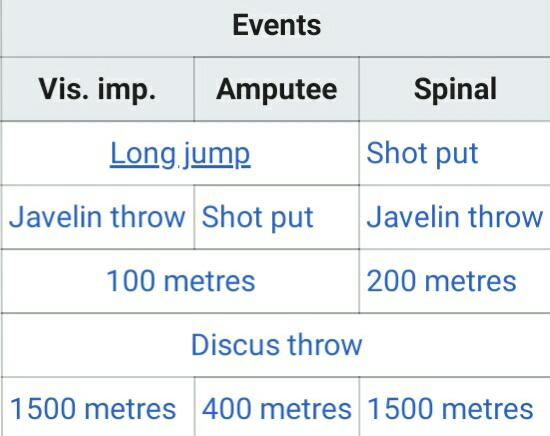 Events
Vis. imp. Amputee Spinal
Long jump Shot put
Javelin throw Shot put Javelin throw
100 metres 200 metres
Discus throw
1500 metres 400 metres 1500 metres